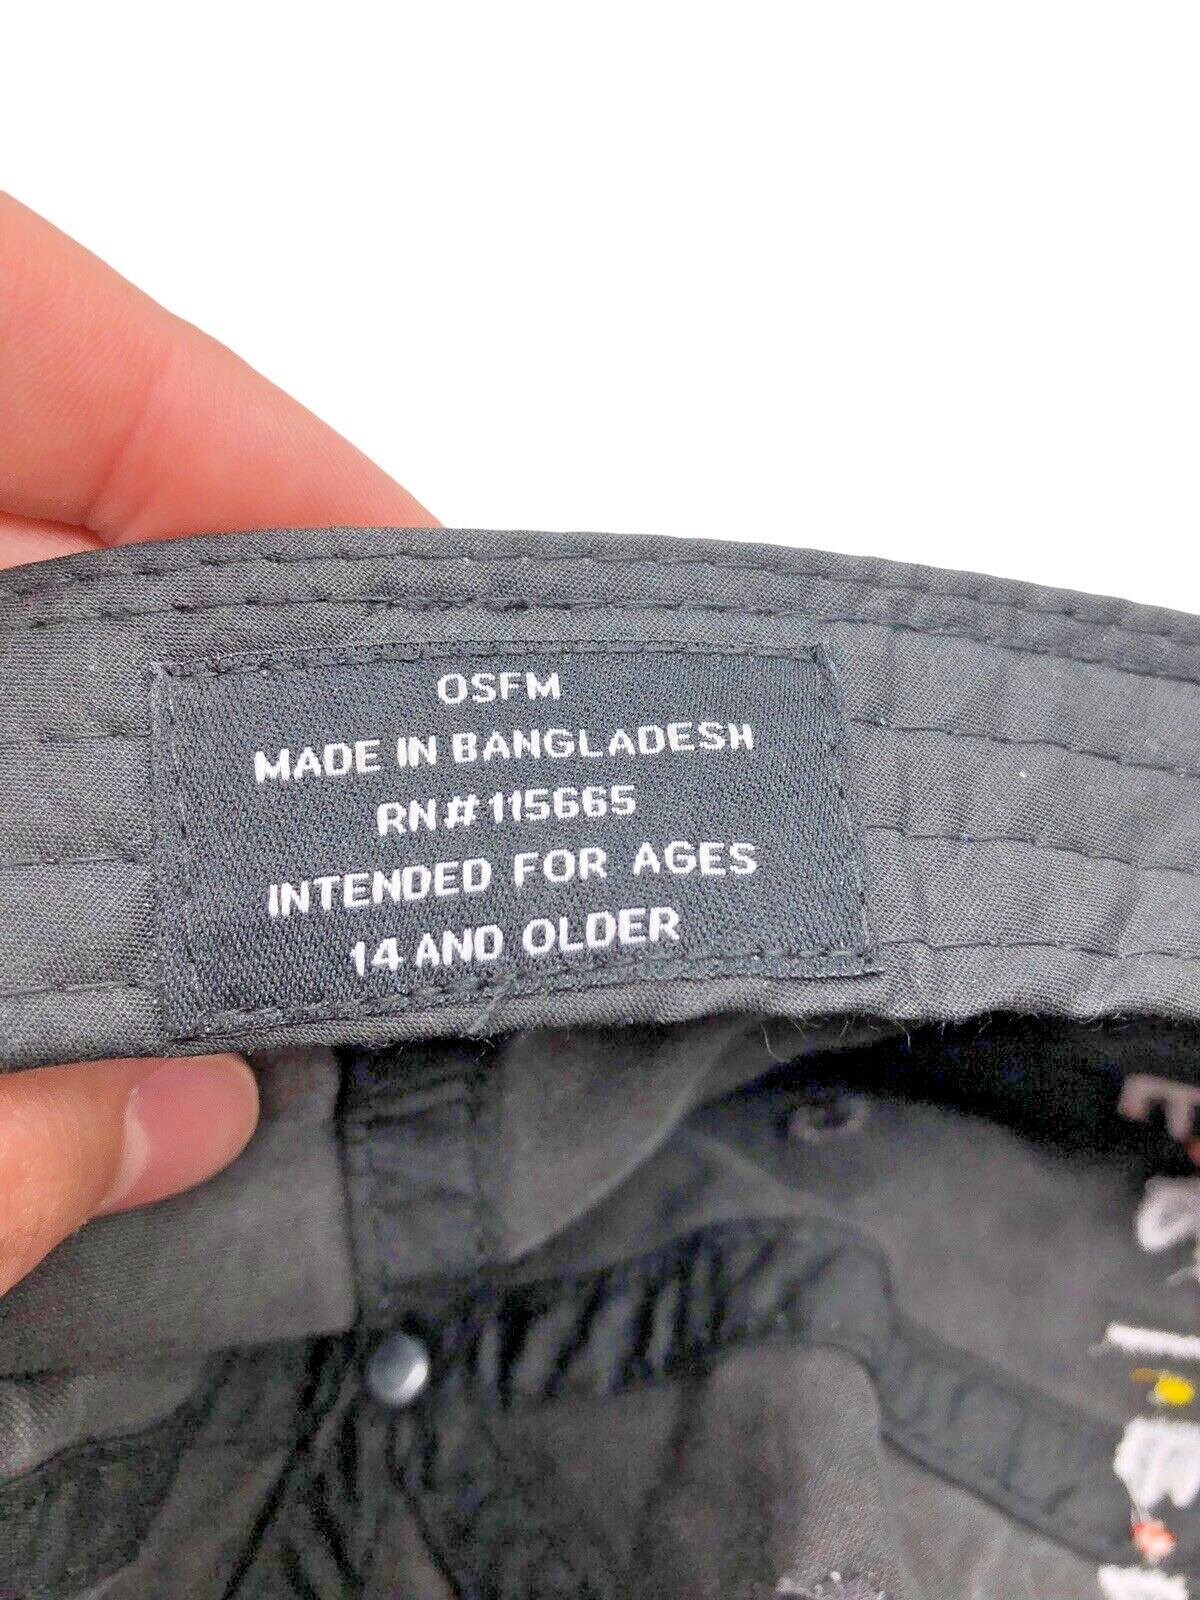 OSFM
MADE IN BANGLADESH
RN#115665
INTENDED FOR AGES
14 AND OLDER